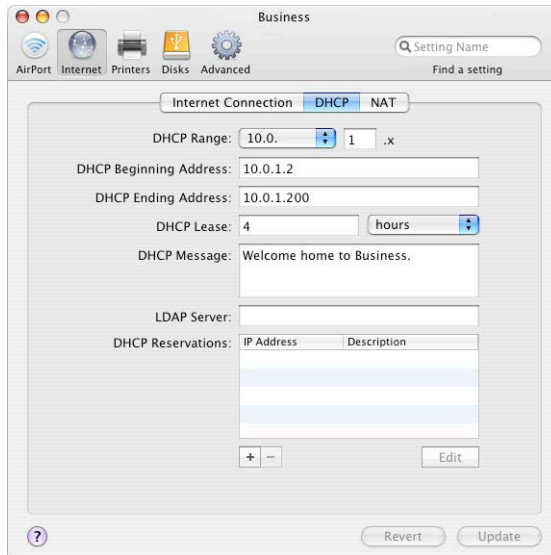 Business
Setting Name
AirPort Internet Printers Disks Advanced
Find a setting
Internet Connection DHCP NAT
DHCP Range: 10.0. 1 .x
DHCP Beginning Address: 10.0.1.2
DHCP Ending Address: 10.0.1.200
DHCP Lease: 4 hours
DHCP Message: Welcome home to Business.
LDAP Server:
DHCP Reservations: IP Address Description
+ −
Edit
? Revert Update